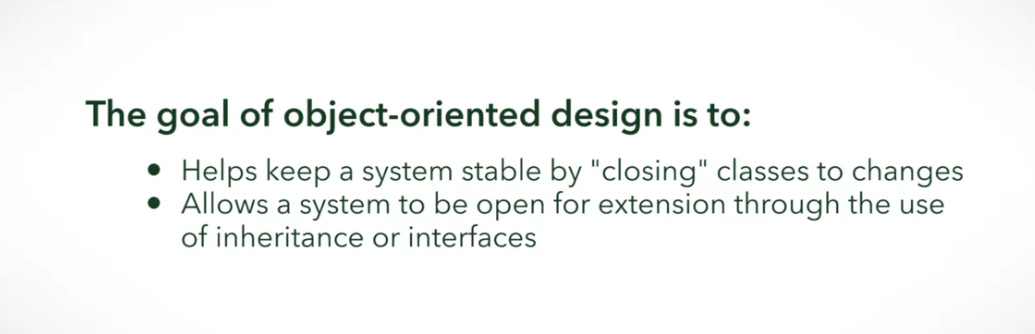 The goal of object-oriented design is to:
● Helps keep a system stable by "closing" classes to changes
● Allows a system to be open for extension through the use
of inheritance or interfaces